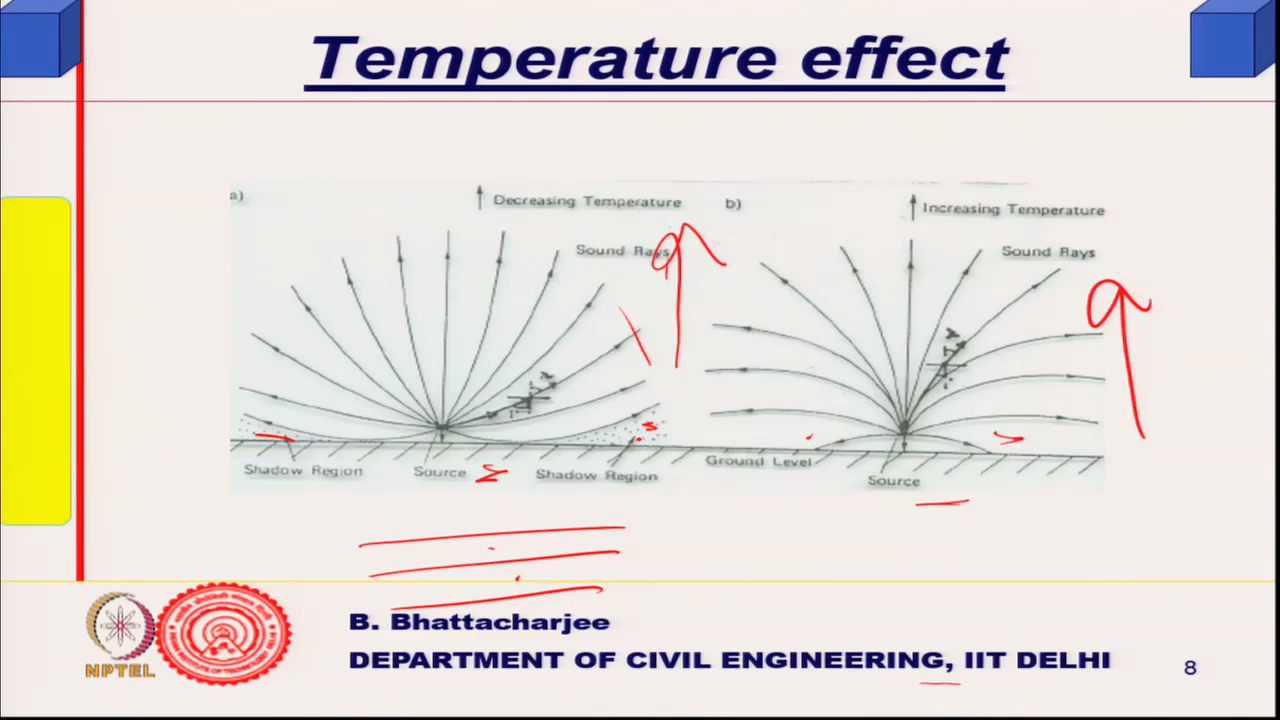 Temperature effect
a)
Decreasing Temperature
b)
Increasing Temperature
Sound Rays
Sound Rays
Shadow Region
Source
Shadow Region
Ground Level
Source
NPTEL
B. Bhattacharjee
DEPARTMENT OF CIVIL ENGINEERING, IIT DELHI
8